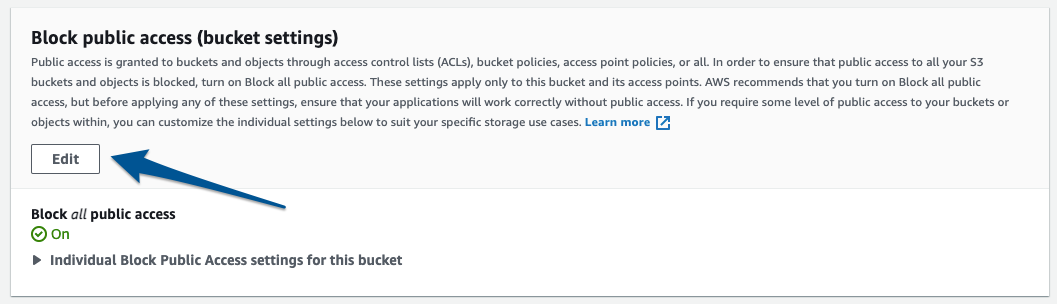 Block public access (bucket settings)
Public access is granted to buckets and objects through access control lists (ACLs), bucket policies, access point policies, or all. In order to ensure that public access to all your S3
buckets and objects is blocked, turn on Block all public access. These settings apply only to this bucket and its access points. AWS recommends that you turn on Block all public
access, but before applying any of these settings, ensure that your applications will work correctly without public access. If you require some level of public access to your buckets or
objects within, you can customize the individual settings below to suit your specific storage use cases. Learn more
Edit
Block all public access
On
Individual Block Public Access settings for this bucket